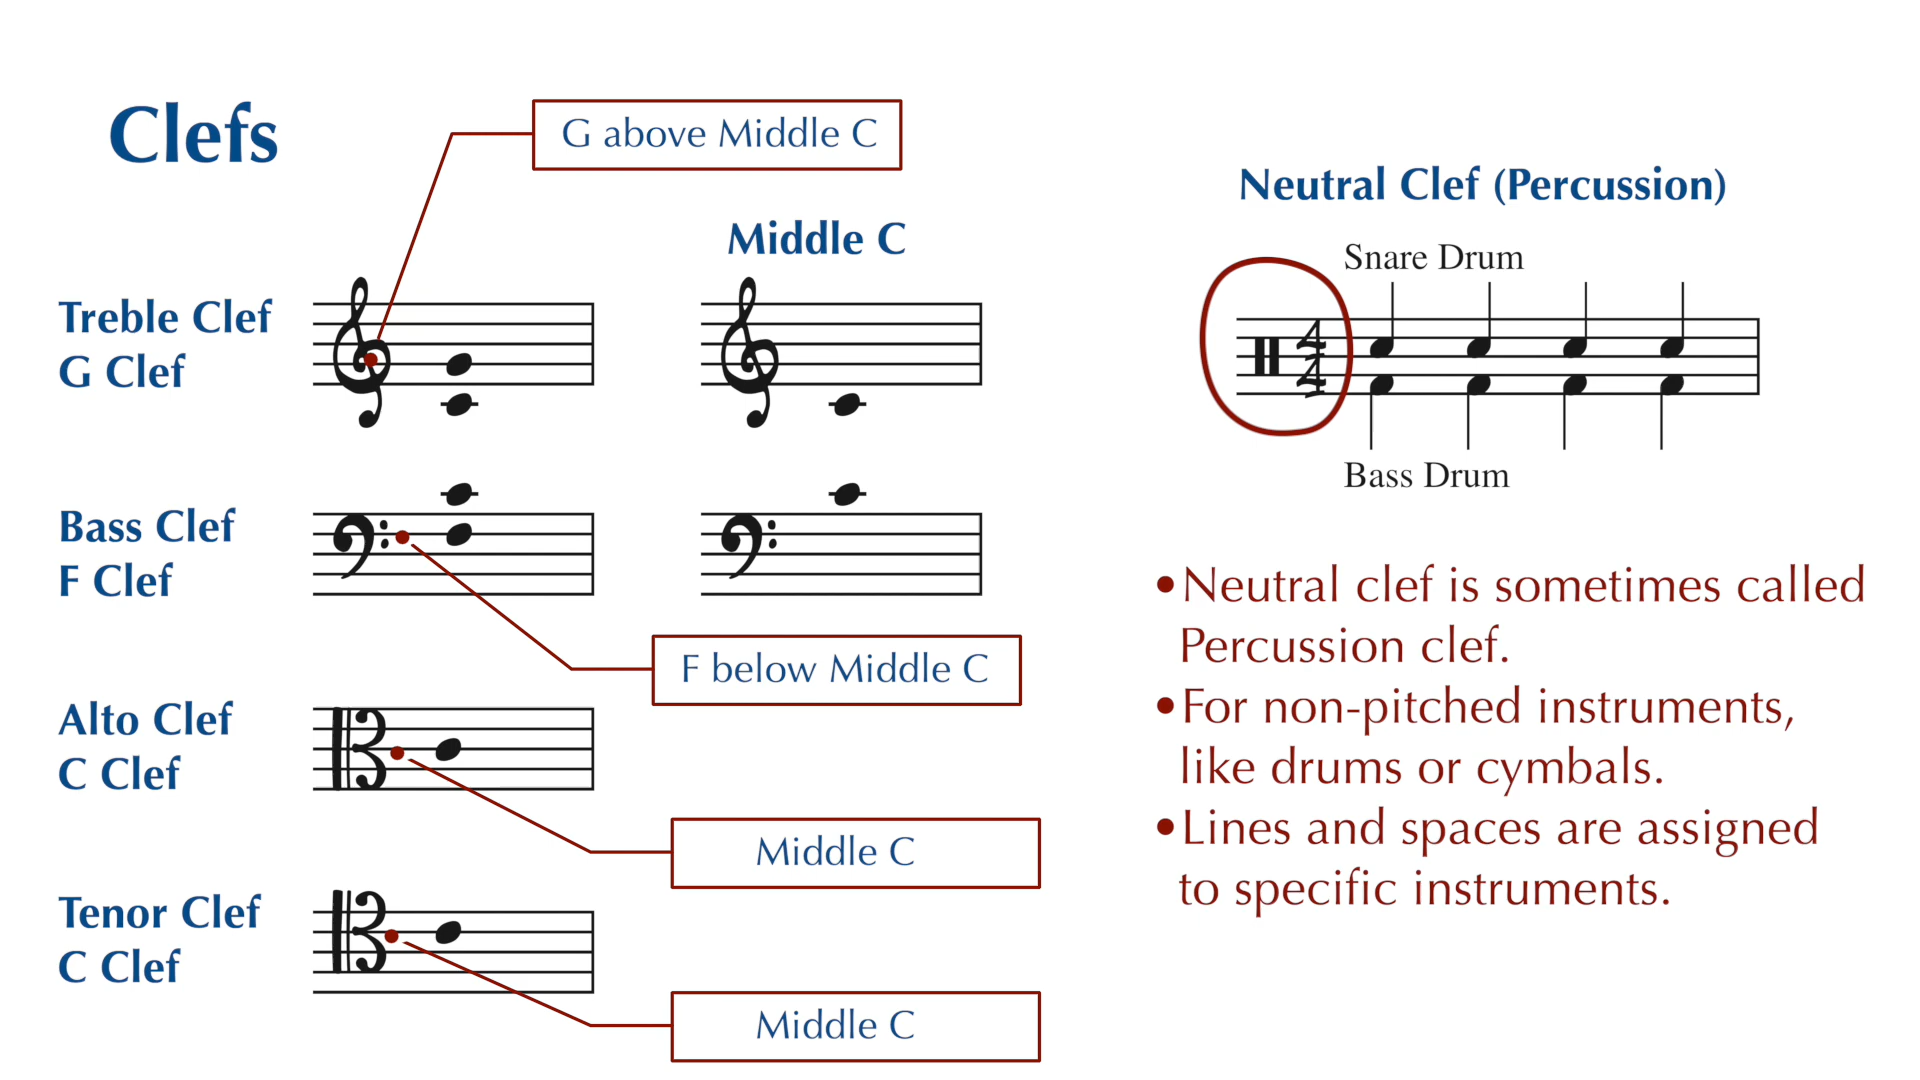 Clefs
G above Middle C
Middle C
Treble Clef
G Clef
Bass Clef
F Clef
F below Middle C
Alto Clef
C Clef
Middle C
Tenor Clef
C Clef
Middle C
Neutral Clef (Percussion)
Snare Drum
4
4
Bass Drum
•Neutral clef is sometimes called
Percussion clef.
•For non-pitched instruments,
like drums or cymbals.
•Lines and spaces are assigned
to specific instruments.